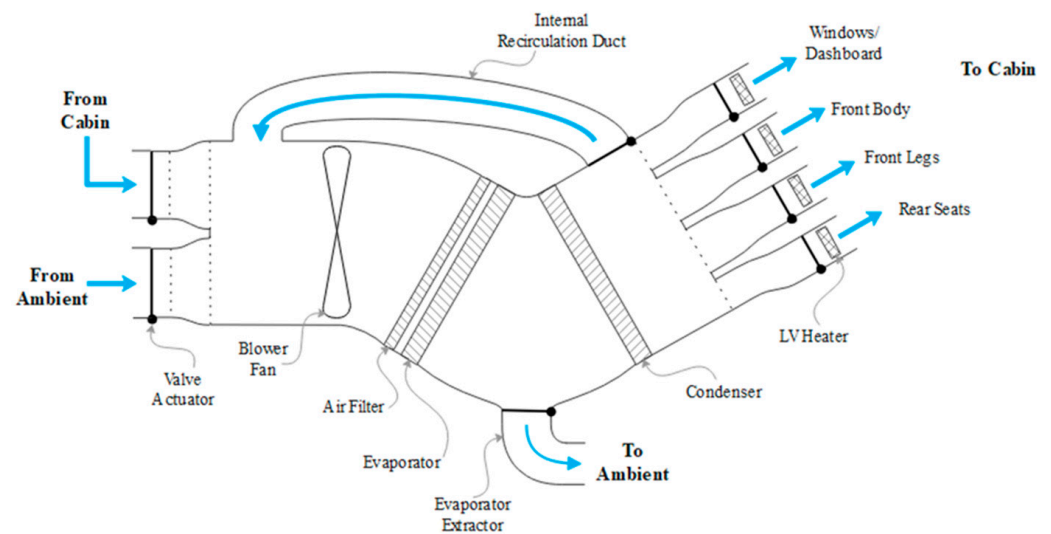 Internal
Recirculation Duct
Windows/
Dashboard
To Cabin
From
Cabin
Front Body
Front Legs
Rear Seats
From
Ambient
LV Heater
Blower
Fan
Valve
Actuator
Air Filter
Condenser
Evaporator
To
Ambient
Evaporator
Extractor